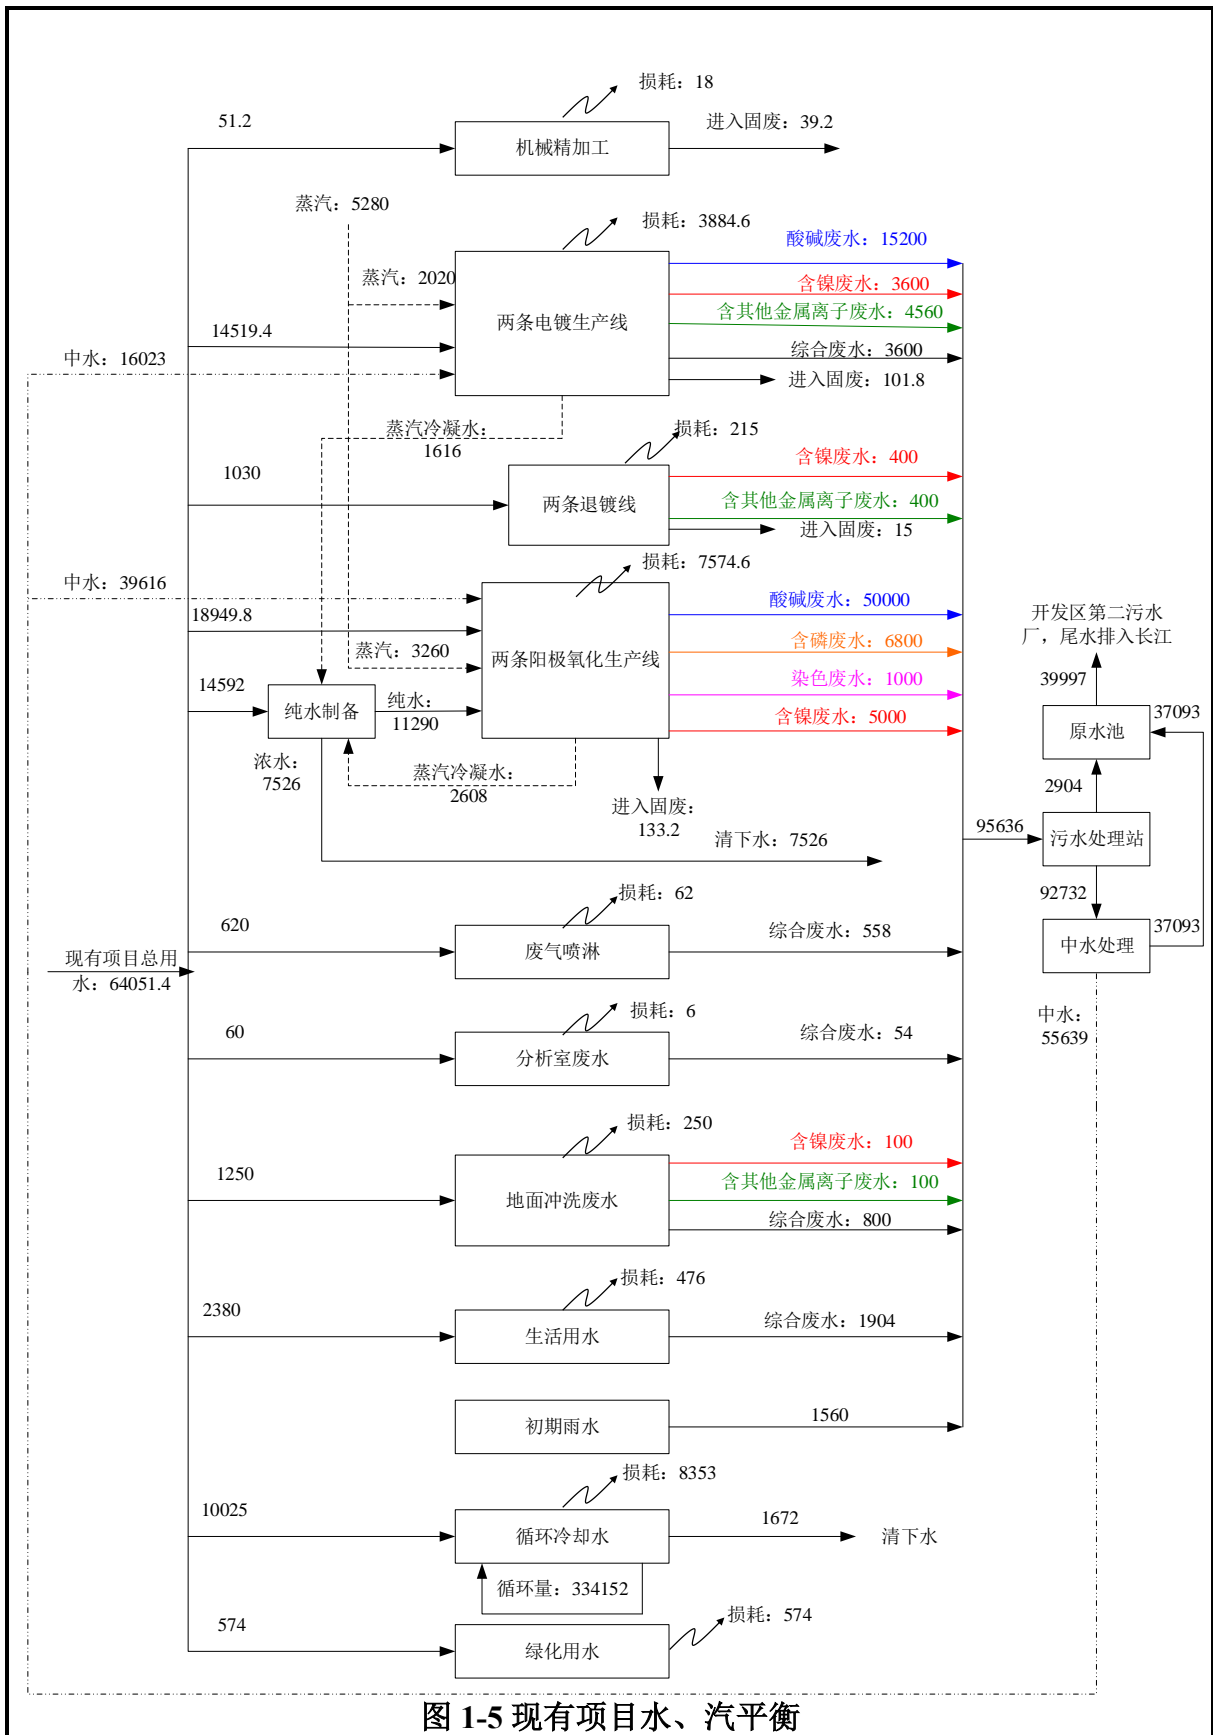 损耗：18
51.2
进入固废：39.2
机械精加工
蒸汽：5280
损耗：3884.6
酸碱废水：15200
蒸汽：2020
含镍废水：3600
含其他金属离子废水：4560
两条电镀生产线
14519.4
中水：16023
综合废水：3600
进入固废：101.8
蒸汽冷凝水：
1616
损耗：215
含镍废水：400
1030
两条退镀线
含其他金属离子废水：400
进入固废：15
损耗：7574.6
中水：39616
酸碱废水：50000
18949.8
开发区第二污水
厂，尾水排入长江
蒸汽：3260
两条阳极氧化生产线
含磷废水：6800
染色废水：1000
39997
14592
纯水制备
纯水：
11290
含镍废水：5000
37093
原水池
浓水：
7526
蒸汽冷凝水：
2608
2904
进入固废：
133.2
清下水：7526
95636
污水处理站
92732
损耗：62
620
综合废水：558
37093
废气喷淋
中水处理
现有项目总用
水：64051.4
损耗：6
中水：
55639
60
综合废水：54
分析室废水
损耗：250
含镍废水：100
1250
含其他金属离子废水：100
地面冲洗废水
综合废水：800
损耗：476
2380
综合废水：1904
生活用水
1560
初期雨水
损耗：8353
10025
1672
循环冷却水
清下水
循环量：334152
损耗：574
574
绿化用水
图 1-5 现有项目水、汽平衡